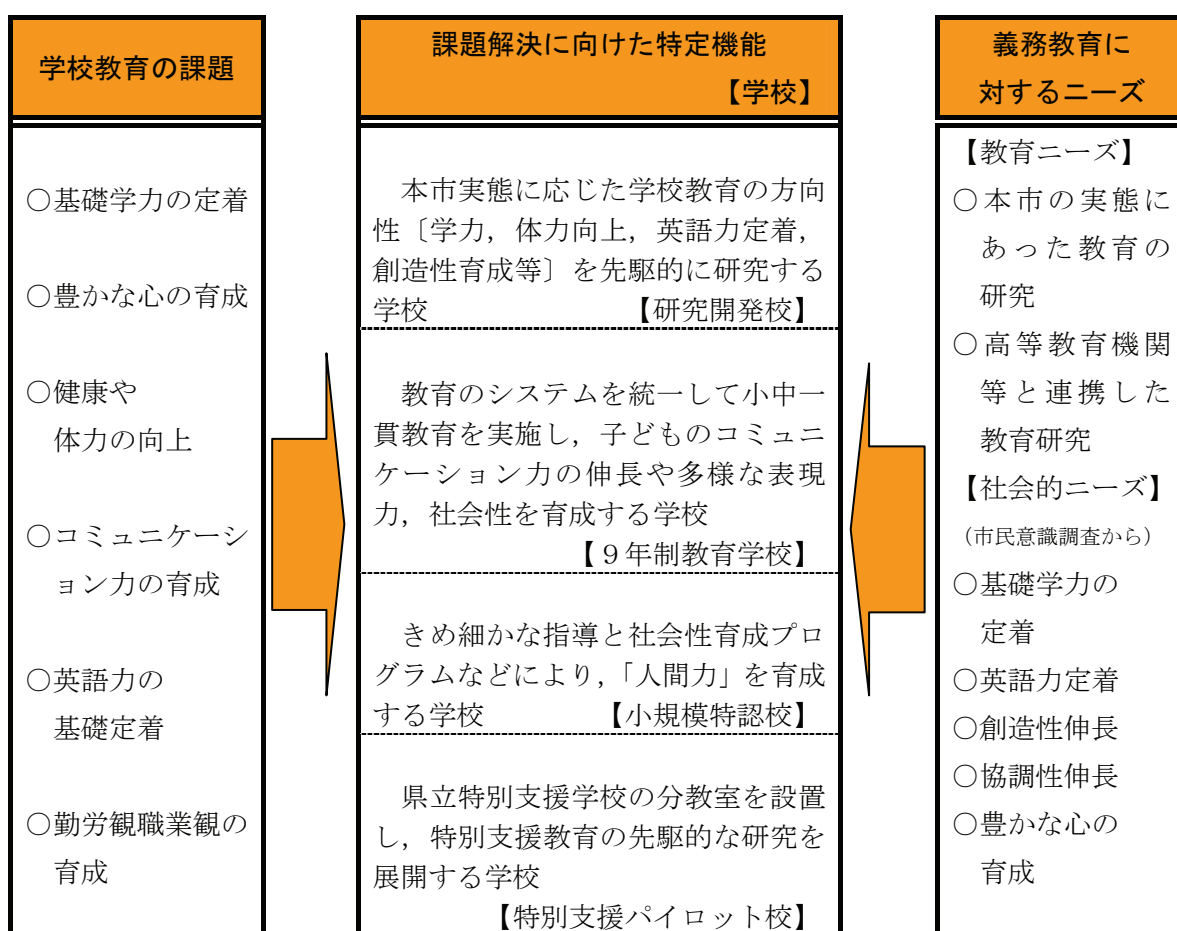 学校教育の課題
○基礎学力の定着
○豊かな心の育成
○健康や
体力の向上
○コミュニケーシ
ョン力の育成
○英語力の
基礎定着
○勤労観職業観の
育成
課題解決に向けた特定機能
【学校】
本市実態に応じた学校教育の方向
性〔学力，体力向上，英語力定着，
創造性育成等〕を先駆的に研究する
学校 【研究開発校】
教育のシステムを統一して小中一
貫教育を実施し，子どものコミュニ
ケーション力の伸長や多様な表現
力，社会性を育成する学校
【９年制教育学校】
きめ細かな指導と社会性育成プロ
グラムなどにより，「人間力」を育成
する学校 【小規模特認校】
県立特別支援学校の分教室を設置
し，特別支援教育の先駆的な研究を
展開する学校
【特別支援パイロット校】
義務教育に
対するニーズ
【教育ニーズ】
○本市の実態に
あった教育の
研究
○高等教育機関
等と連携した
教育研究
【社会的ニーズ】
（市民意識調査から）
○基礎学力の
定着
○英語力定着
○創造性伸長
○協調性伸長
○豊かな心の
育成